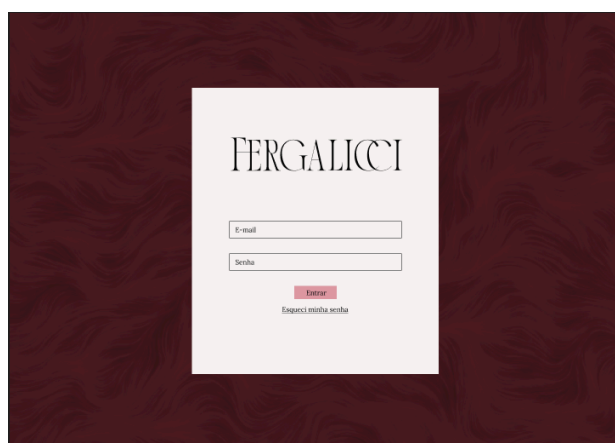 FERGALICCI
E-mail
Senha
Entrar
Esqueci minha senha